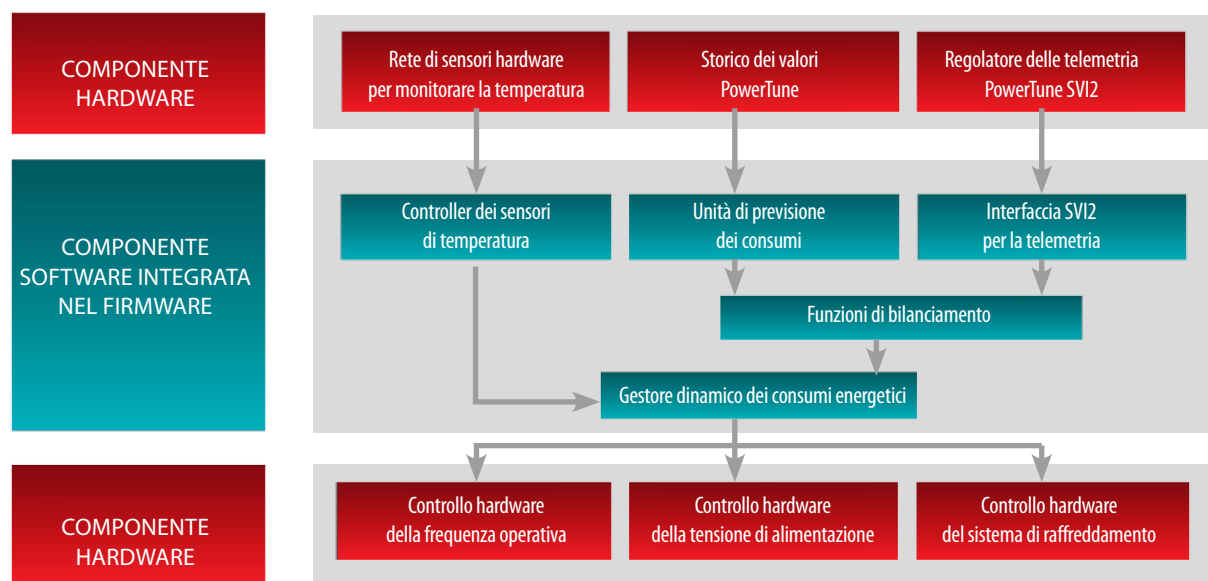 COMPONENTE
HARDWARE
Rete di sensori hardware
per monitorare la temperatura
Storico dei valori
PowerTune
Regolatore delle telemetria
PowerTune SVI2
COMPONENTE
SOFTWARE INTEGRATA
NEL FIRMWARE
Controller dei sensori
di temperatura
Unità di previsione
dei consumi
Interfaccia SVI2
per la telemetria
Funzioni di bilanciamento
Gestore dinamico dei consumi energetici
COMPONENTE
HARDWARE
Controllo hardware
della frequenza operativa
Controllo hardware
della tensione di alimentazione
Controllo hardware
del sistema di raffreddamento